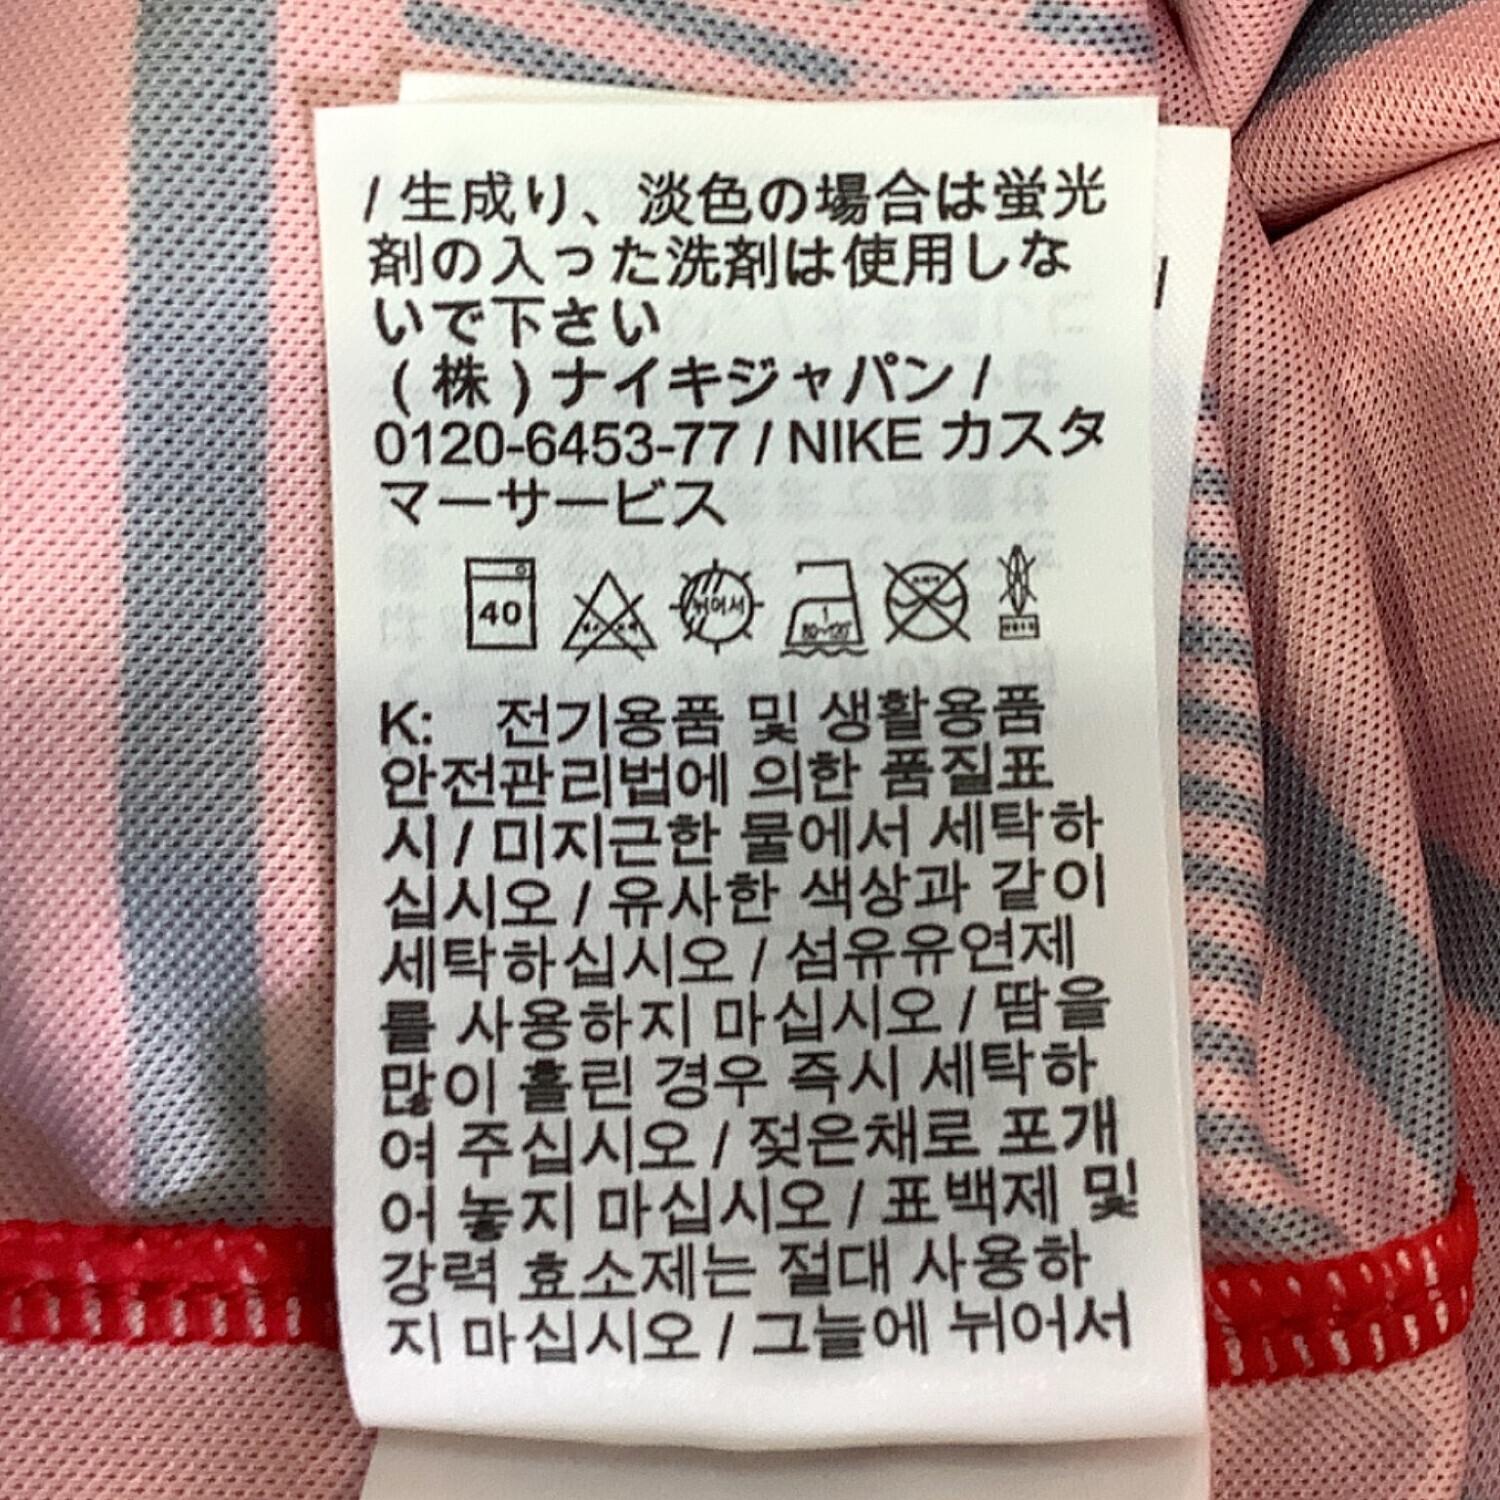 / 生成り、淡色の場合は蛍光
剤の入った洗剤は使用しな
いで下さい
( 株 ) ナイキジャパン /
0120-6453-77 / NIKE カスタ
マーサービス
40
뉘어서
1
80~120
K: 전기용품 및 생활용품
안전관리법에 의한 품질표
시 / 미지근한 물에서 세탁하
십시오 / 유사한 색상과 같이
세탁하십시오 / 섬유유연제
를 사용하지 마십시오 / 땀을
많이 흘린 경우 즉시 세탁하
여 주십시오 / 젖은채로 포개
어 놓지 마십시오 / 표백제 및
강력 효소제는 절대 사용하
지 마십시오 / 그늘에 뉘어서